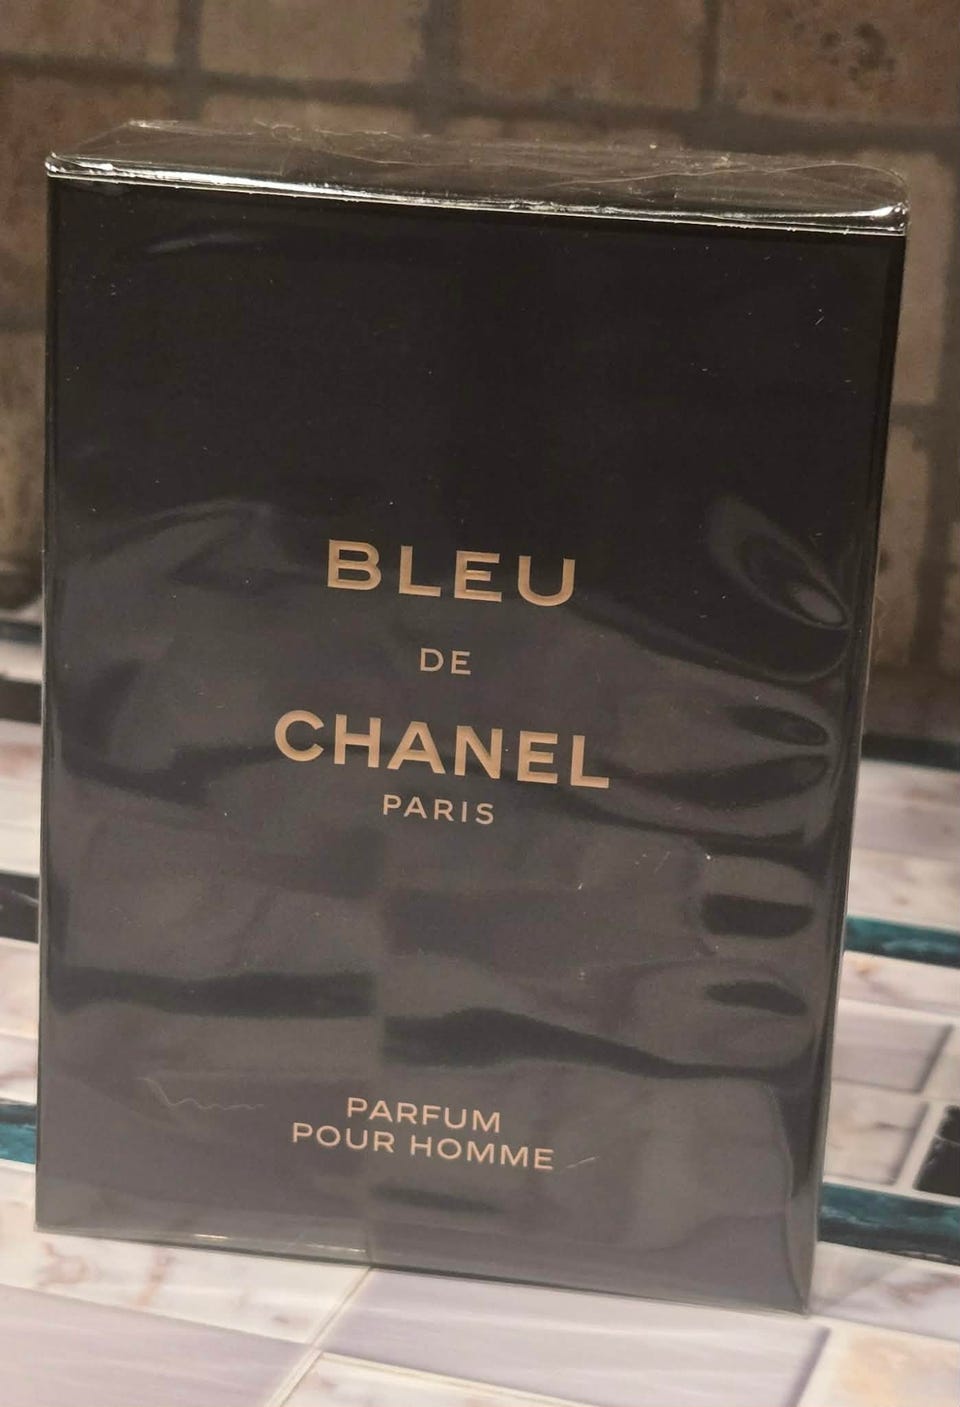 BLEU
DE
CHANEL
PARIS
PARFUM
POUR HOMME